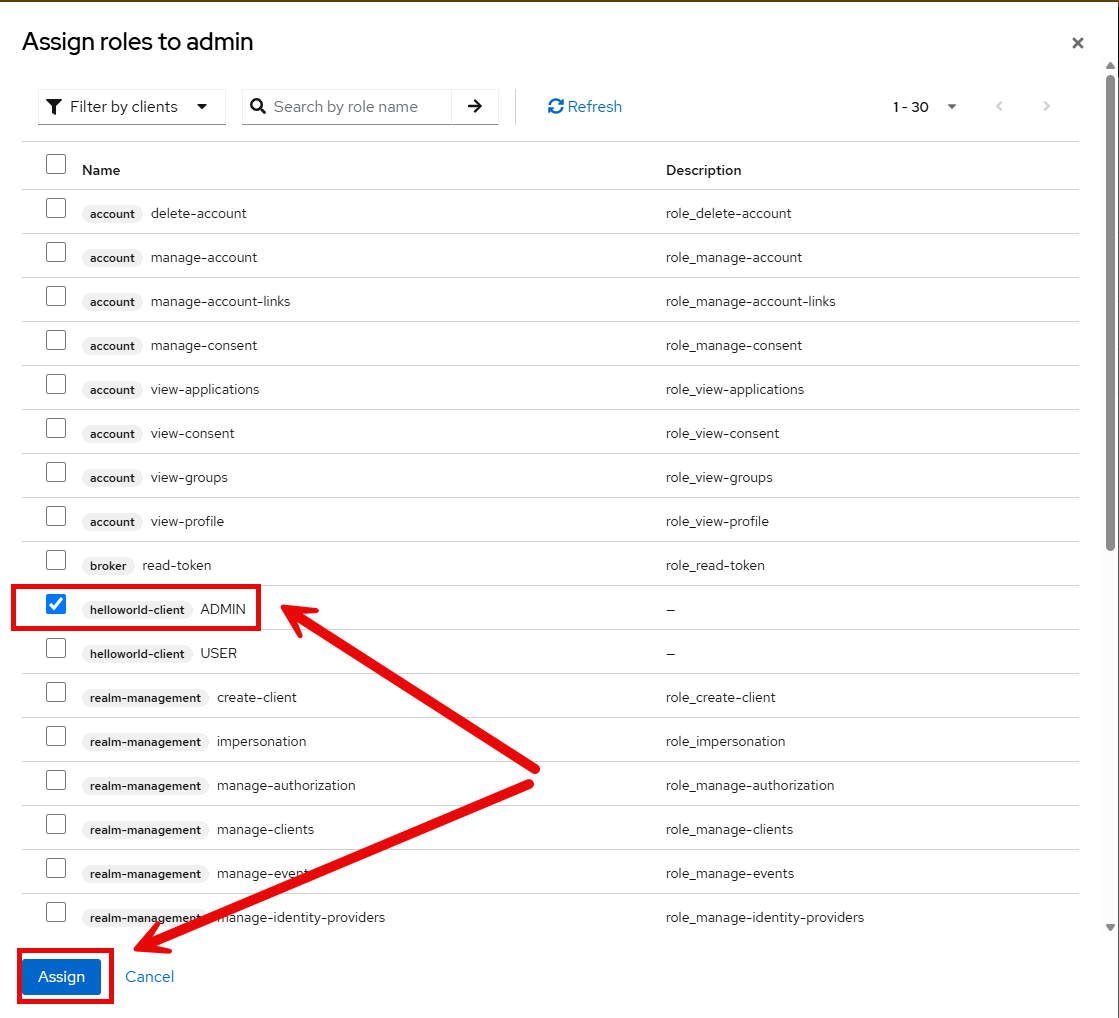 Assign roles to admin
Filter by clients Search by role name Refresh 1 - 30
Name Description
account delete-account role_delete-account
account manage-account role_manage-account
account manage-account-links role_manage-account-links
account manage-consent role_manage-consent
account view-applications role_view-applications
account view-consent role_view-consent
account view-groups role_view-groups
account view-profile role_view-profile
broker read-token role_read-token
helloworld-client ADMIN –
helloworld-client USER –
realm-management create-client role_create-client
realm-management impersonation role_impersonation
realm-management manage-authorization role_manage-authorization
realm-management manage-clients role_manage-clients
realm-management manage-events role_manage-events
realm-management manage-identity-providers role_manage-identity-providers
Assign Cancel